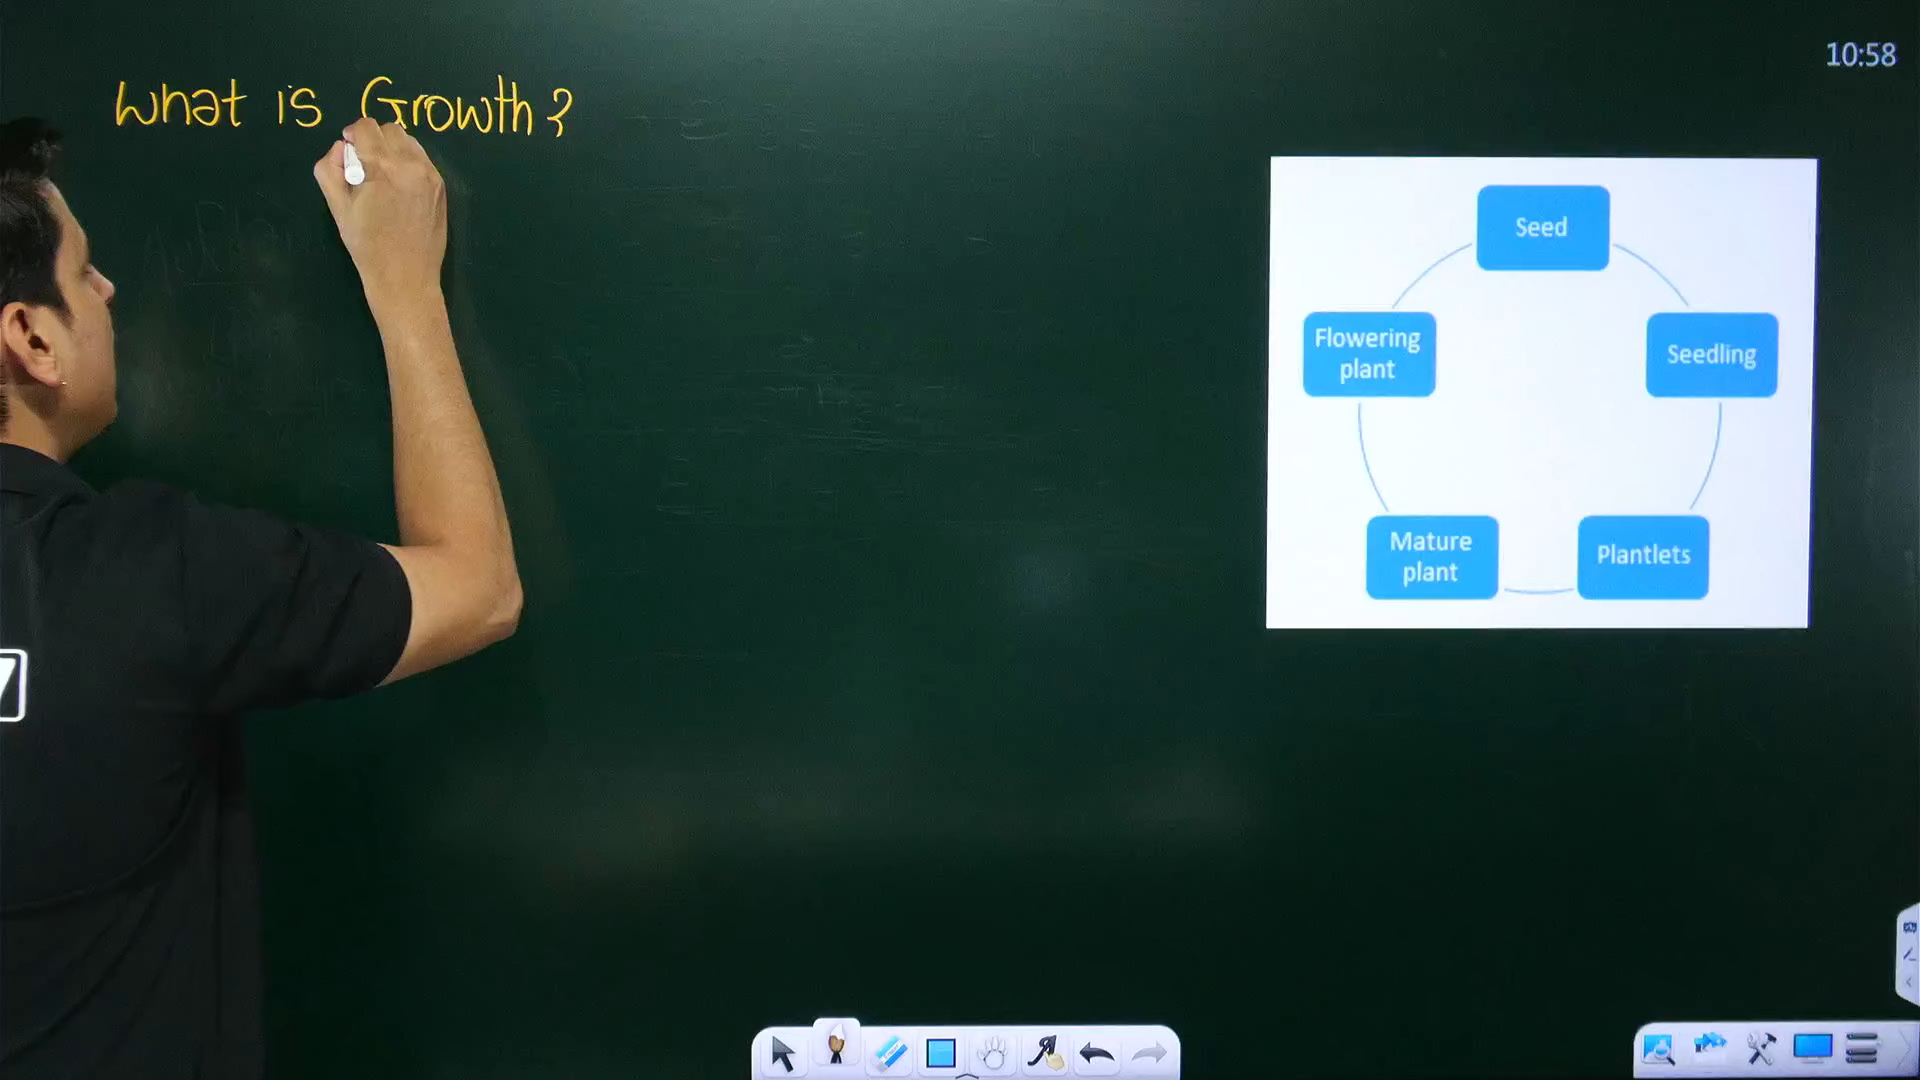 What is Growth?
10:58
Seed
Flowering
plant
Seedling
Mature
plant
Plantlets